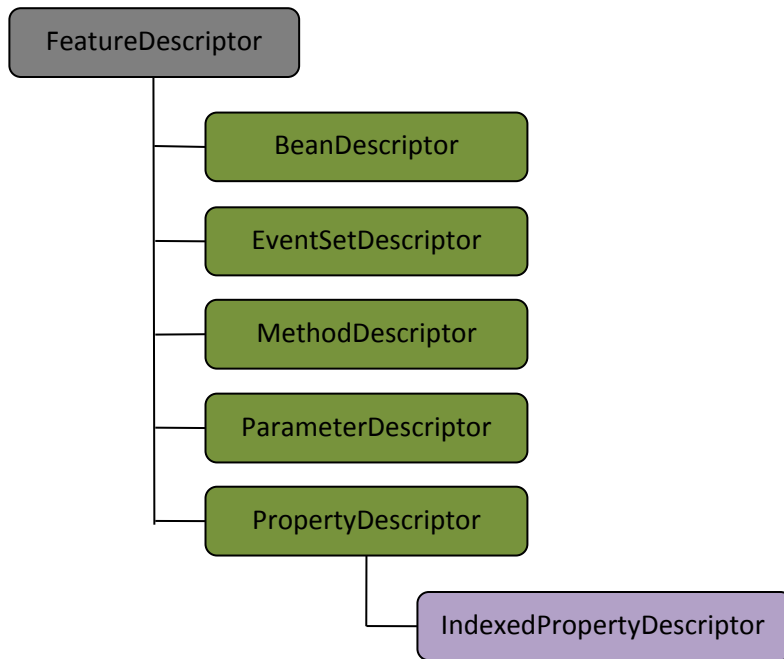 FeatureDescriptor
BeanDescriptor
EventSetDescriptor
MethodDescriptor
ParameterDescriptor
PropertyDescriptor
IndexedPropertyDescriptor